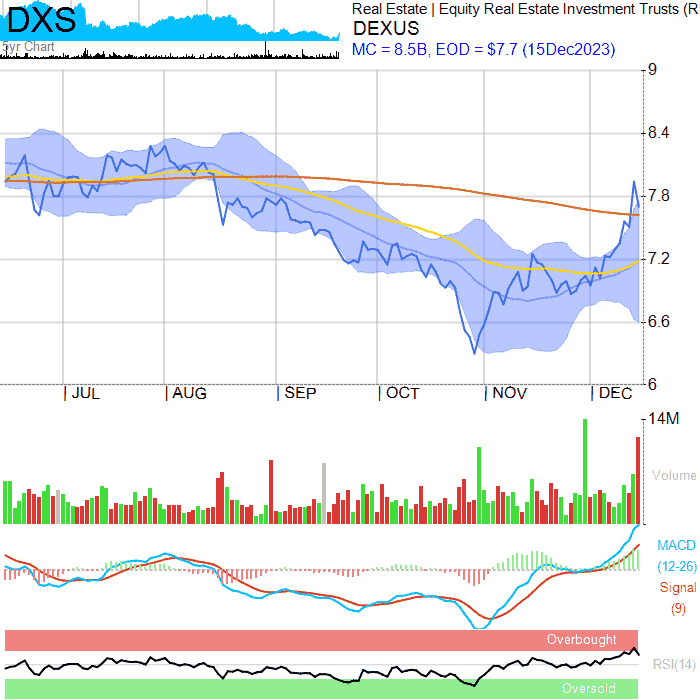 DXS
5yr Chart
Real Estate | Equity Real Estate Investment Trusts (R
DEXUS
MC = 8.5B, EOD = $7.7 (15Dec2023)
9
8.4
7.8
7.2
6.6
6
| JUL | AUG | SEP | OCT | NOV | DEC
14M
Volume
MACD
(12-26)
Signal
(9)
Overbought
RSI(14)
Oversold